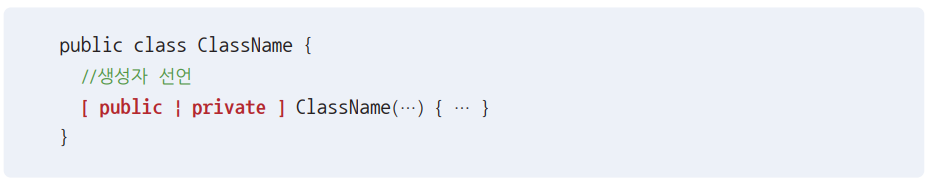 public class ClassName {
//생성자 선언
[ public ¦ private ] ClassName(…) { … }
}